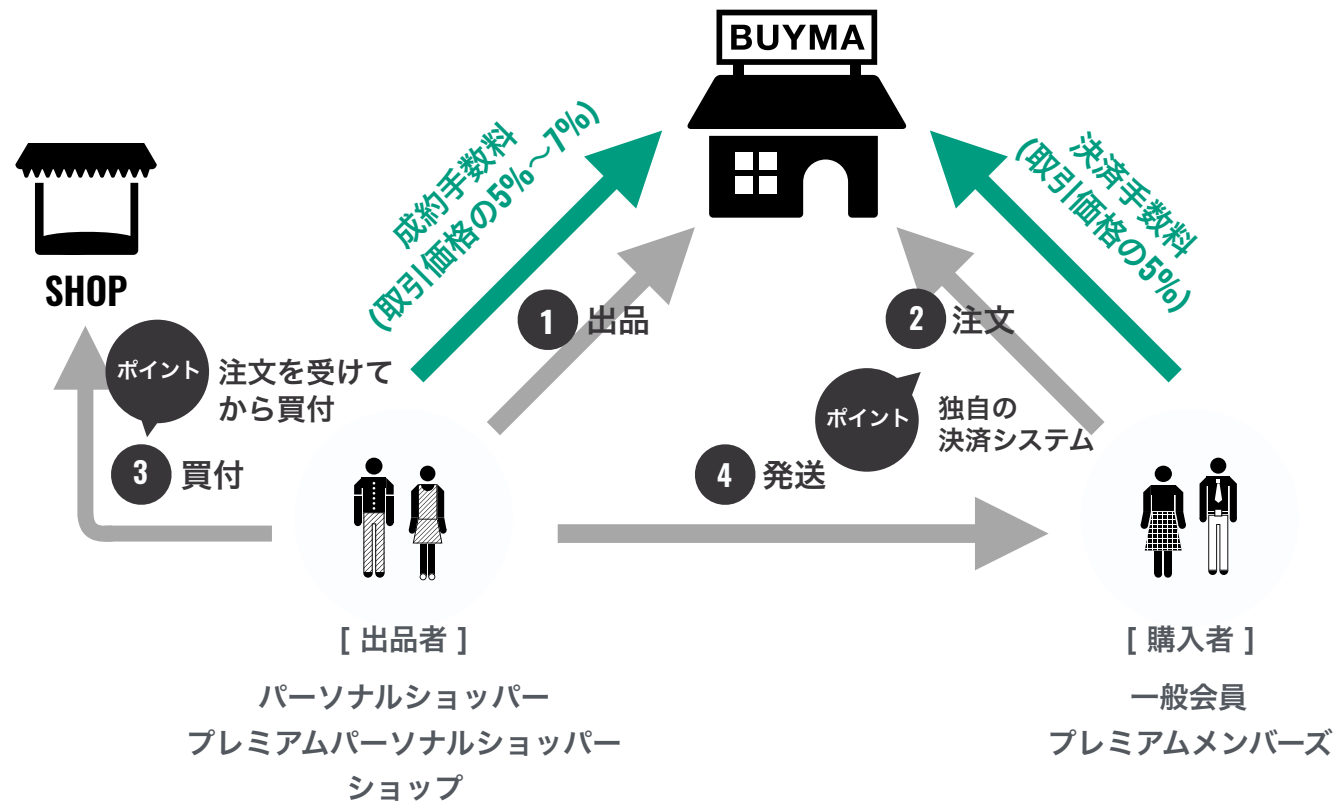 BUYMA
成約手数料
(取引価格の5%〜7%)
決済手数料
(取引価格の5%)
SHOP
1 出品
2 注文
ポイント
注文を受けて
から買付
ポイント
独自の
決済システム
3 買付
4 発送
[ 出品者 ]
パーソナルショッパー
プレミアムパーソナルショッパー
ショップ
[ 購入者 ]
一般会員
プレミアムメンバーズ